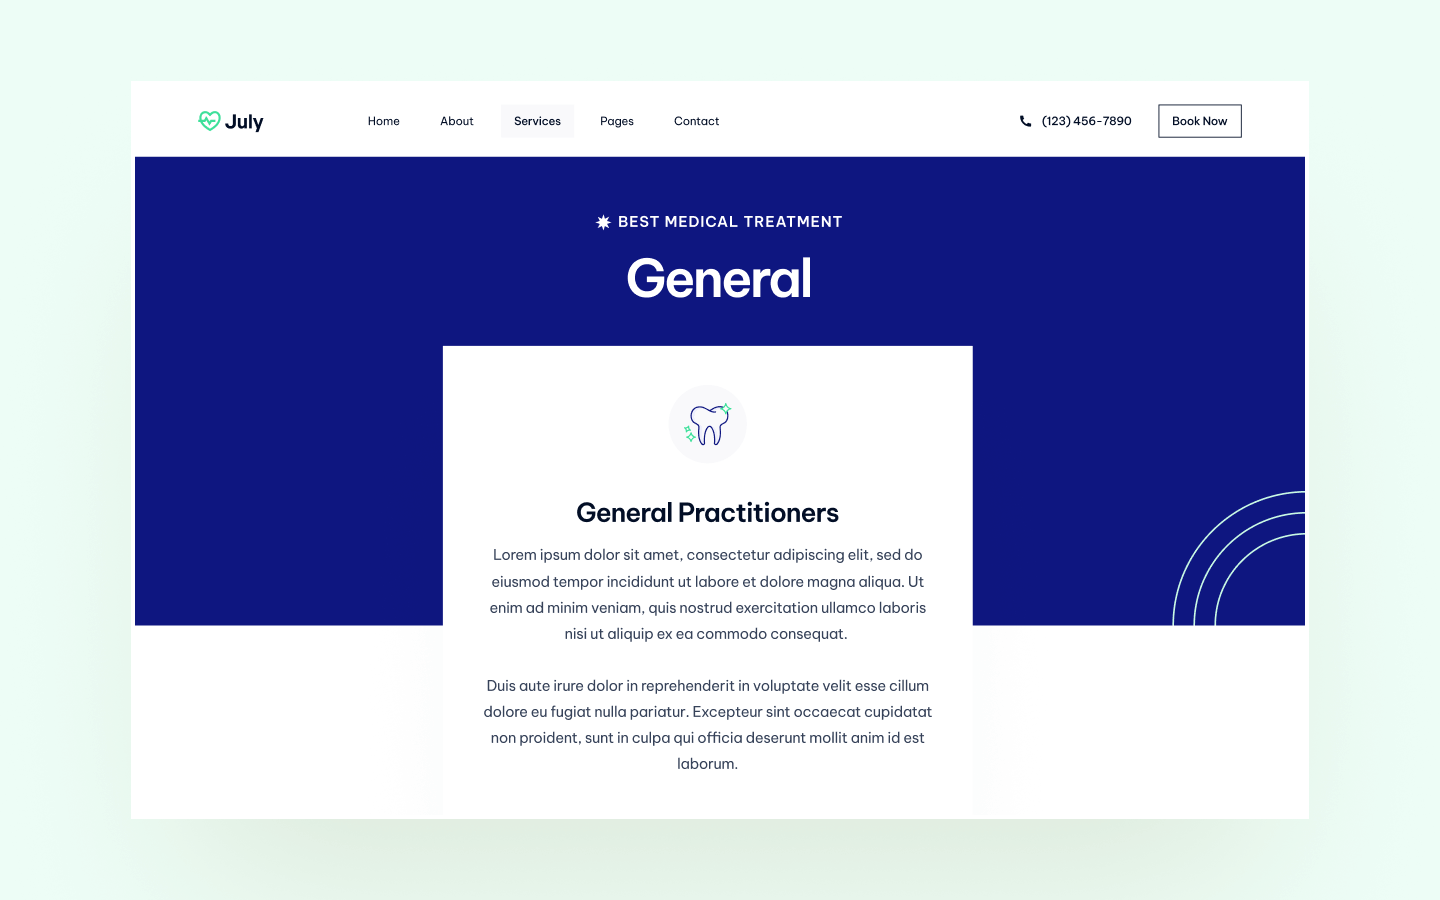 July
Home
About
Services
Pages
Contact
(123) 456-7890
Book Now
BEST MEDICAL TREATMENT
General
General Practitioners
Lorem ipsum dolor sit amet, consectetur adipiscing elit, sed do
eiusmod tempor incididunt ut labore et dolore magna aliqua. Ut
enim ad minim veniam, quis nostrud exercitation ullamco laboris
nisi ut aliquip ex ea commodo consequat.
Duis aute irure dolor in reprehenderit in voluptate velit esse cillum
dolore eu fugiat nulla pariatur. Excepteur sint occaecat cupidatat
non proident, sunt in culpa qui officia deserunt mollit anim id est
laborum.